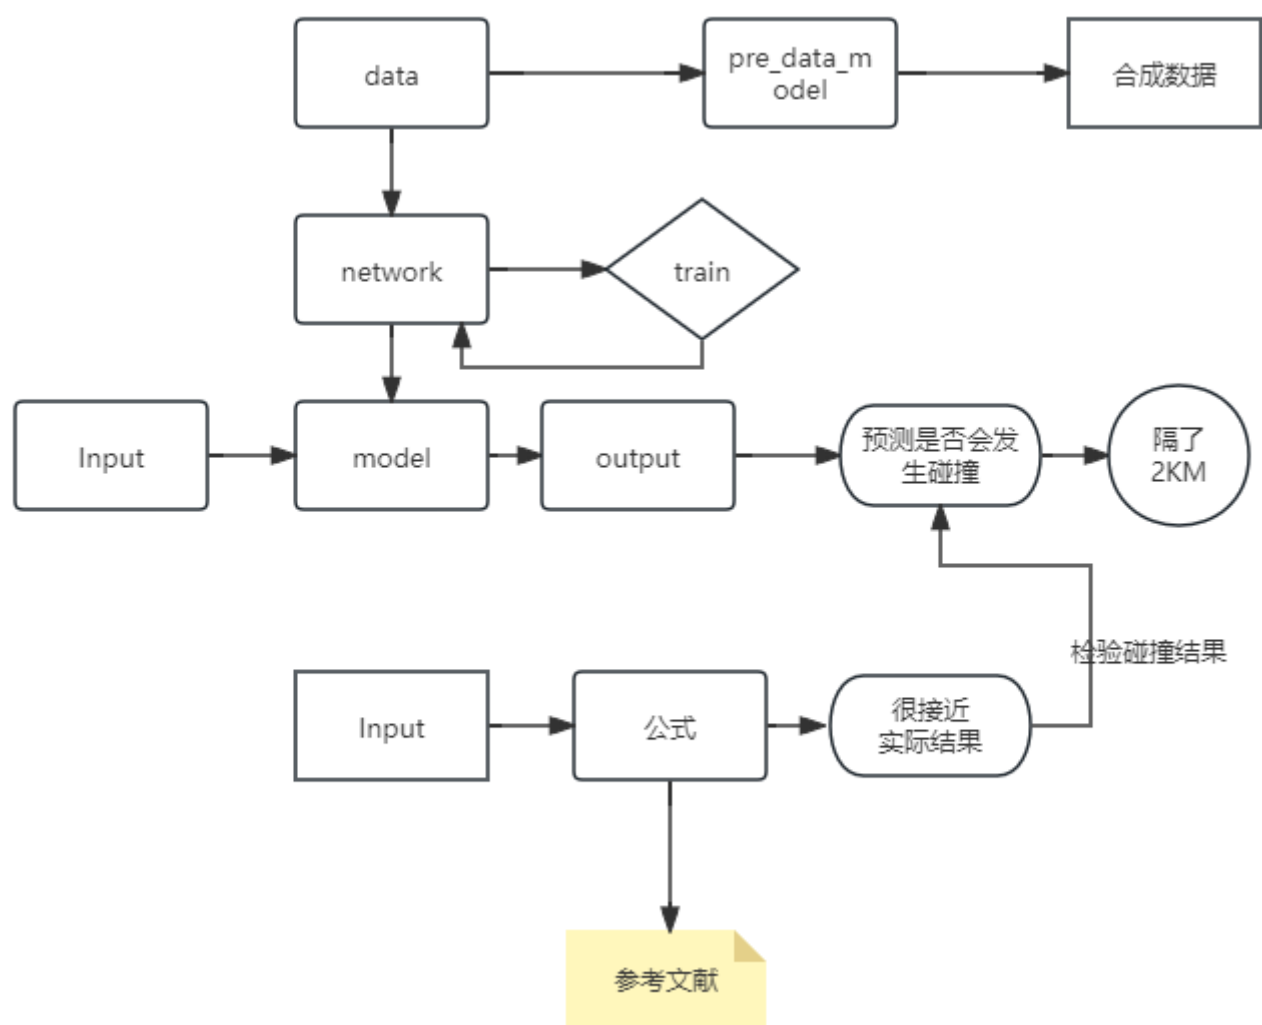 data
pre_data_m
odel
合成数据
network
train
Input
model
output
预测是否会发
生碰撞
隔了
2KM
检验碰撞结果
Input
公式
很接近
实际结果
参考文献